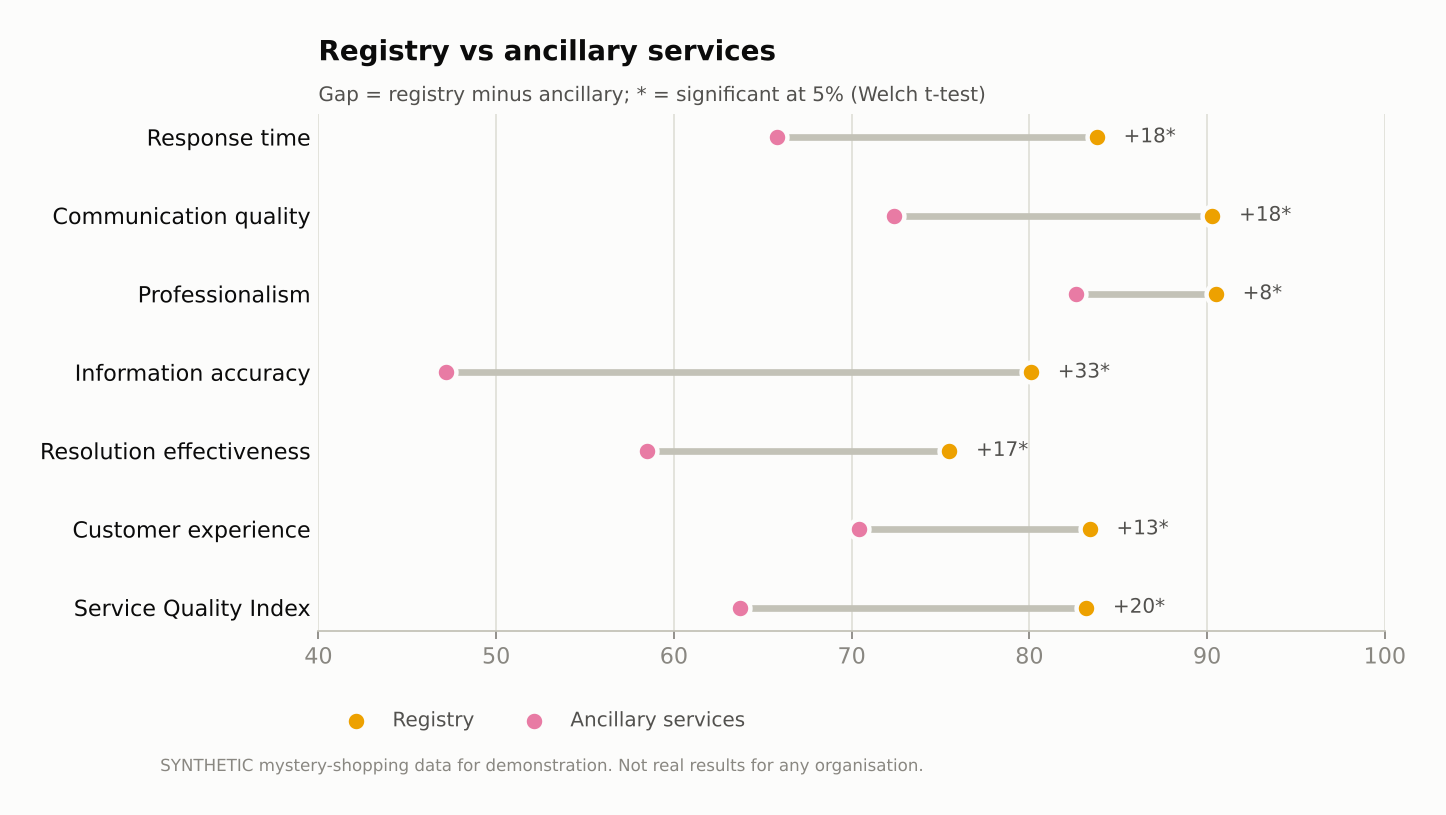 Registry vs ancillary services
Gap = registry minus ancillary; * = significant at 5% (Welch t-test)
Response time +18*
Communication quality +18*
Professionalism +8*
Information accuracy +33*
Resolution effectiveness +17*
Customer experience +13*
Service Quality Index +20*
40 50 60 70 80 90 100
Registry Ancillary services
SYNTHETIC mystery-shopping data for demonstration. Not real results for any organisation.